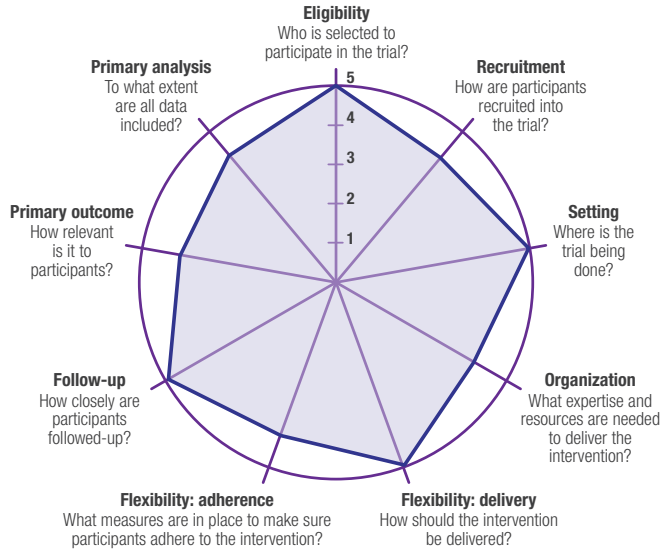 Eligibility
Who is selected to
participate in the trial?
Primary analysis
To what extent
are all data
included?
Recruitment
How are participants
recruited into
the trial?
5
4
3
2
1
Primary outcome
How relevant
is it to
participants?
Setting
Where is the
trial being
done?
Follow-up
How closely are
participants
followed-up?
Organization
What expertise and
resources are needed
to deliver the
intervention?
Flexibility: adherence
What measures are in place to make sure
participants adhere to the intervention?
Flexibility: delivery
How should the intervention
be delivered?